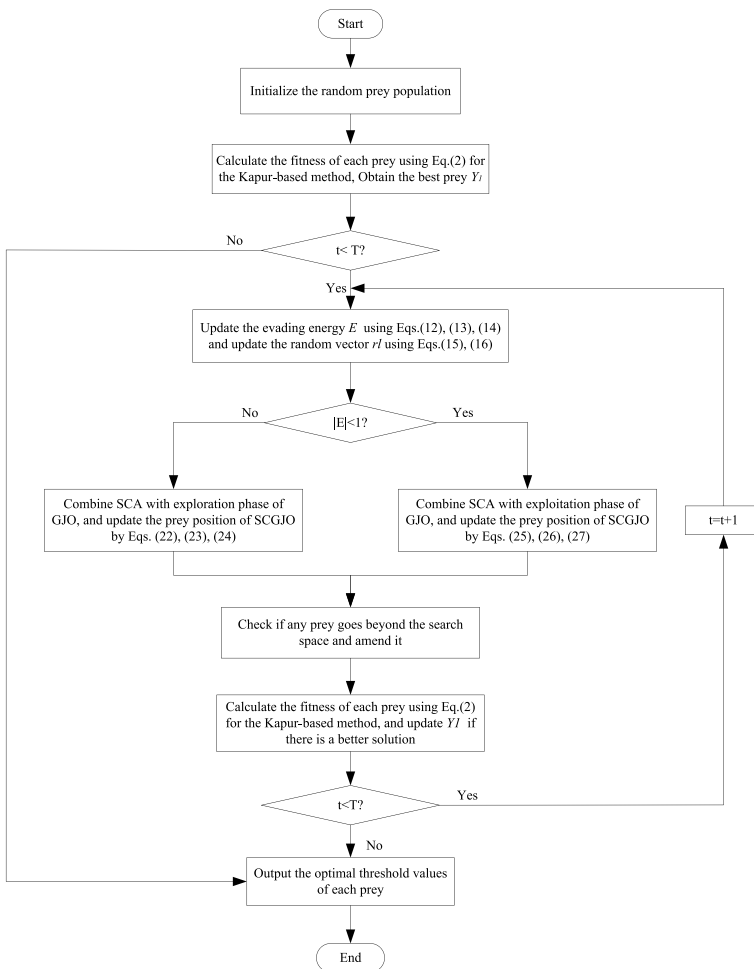 Start
Initialize the random prey population
Calculate the fitness of each prey using Eq.(2) for
the Kapur-based method, Obtain the best prey Y1
No
t< T?
Yes
Update the evading energy E using Eqs.(12), (13), (14)
and update the random vector rl using Eqs.(15), (16)
No
|E|<1?
Yes
Combine SCA with exploration phase of
GJO, and update the prey position of SCGJO
by Eqs. (22), (23), (24)
Combine SCA with exploitation phase of
GJO, and update the prey position of SCGJO
by Eqs. (25), (26), (27)
t=t+1
Check if any prey goes beyond the search
space and amend it
Calculate the fitness of each prey using Eq.(2)
for the Kapur-based method, and update Y1 if
there is a better solution
t<T?
Yes
No
Output the optimal threshold values
of each prey
End